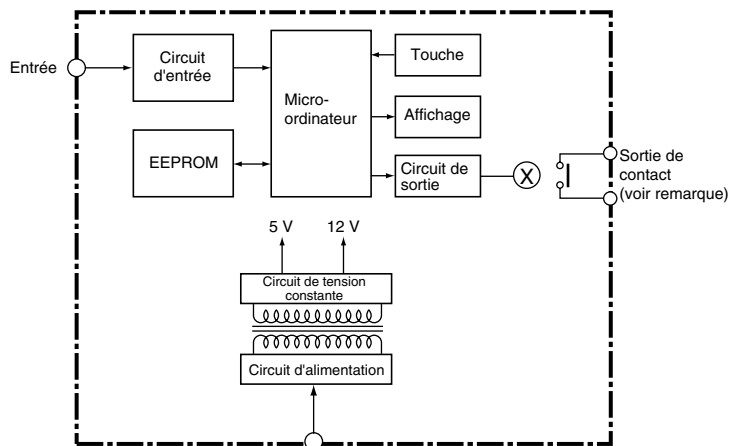 Entrée
Circuit
d'entrée
EEPROM
Micro-
ordinateur
Touche
Affichage
Circuit de
sortie
X
Sortie de
contact
(voir remarque)
5 V
12 V
Circuit de tension
constante
Circuit d'alimentation